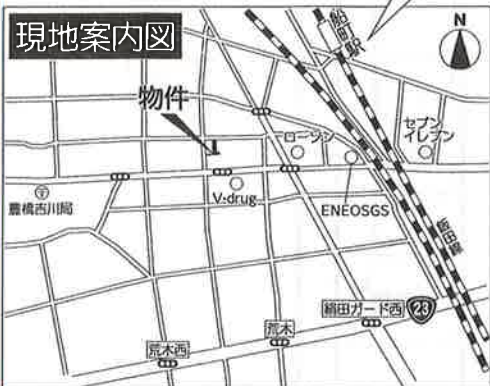 現地案内図
船町駅
N
物件
ローソン
セブン
イレブン
豊橋吉川局
V·drug
ENEOSGS
飯田線
絹田ガード西
23
荒木
荒木西